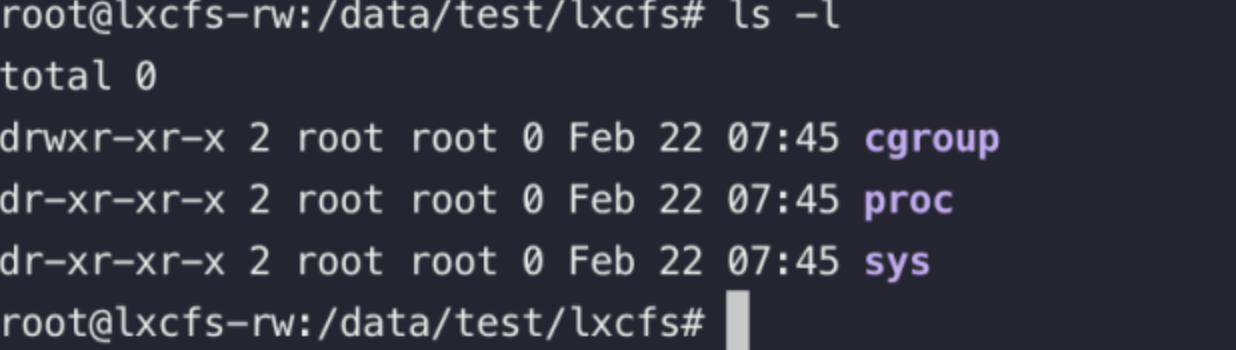 root@lxcfs-rw:/data/test/lxcfs# ls -l
total 0
drwxr-xr-x 2 root root 0 Feb 22 07:45 cgroup
dr-xr-xr-x 2 root root 0 Feb 22 07:45 proc
dr-xr-xr-x 2 root root 0 Feb 22 07:45 sys
root@lxcfs-rw:/data/test/lxcfs#